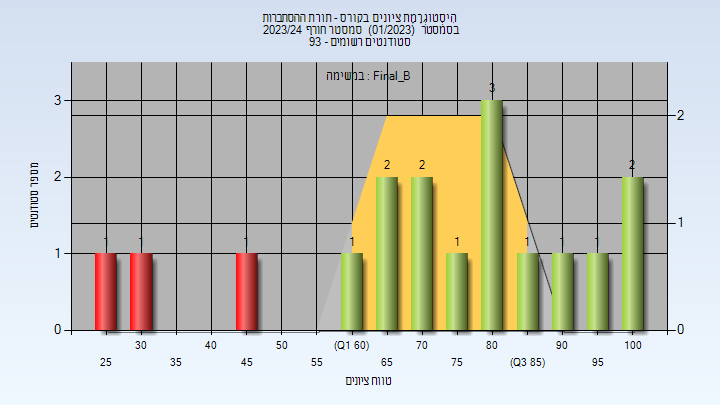 היסטוגרמת ציונים בקורס - תורת ההסתברות
בסמסטר (01/2023) סמסטר חורף 2023/24
סטודנטים רשומים - 93
במשימה : Final_B
מספר סטודנטים
3
2
1
0
2
1
0
1 1 1 1 2 2 1 3 1 1 1 2
30 35 40 45 50 55 (Q1 60) 65 70 75 80 (Q3 85) 90 95 100
25
טווח ציונים